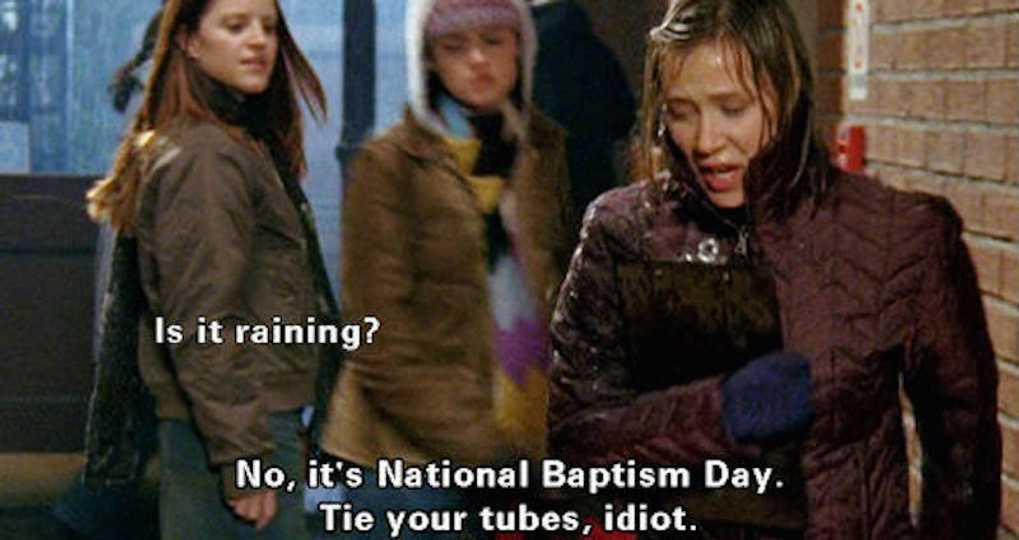 Is it raining?
No, it's National Baptism Day.
Tie your tubes, idiot.